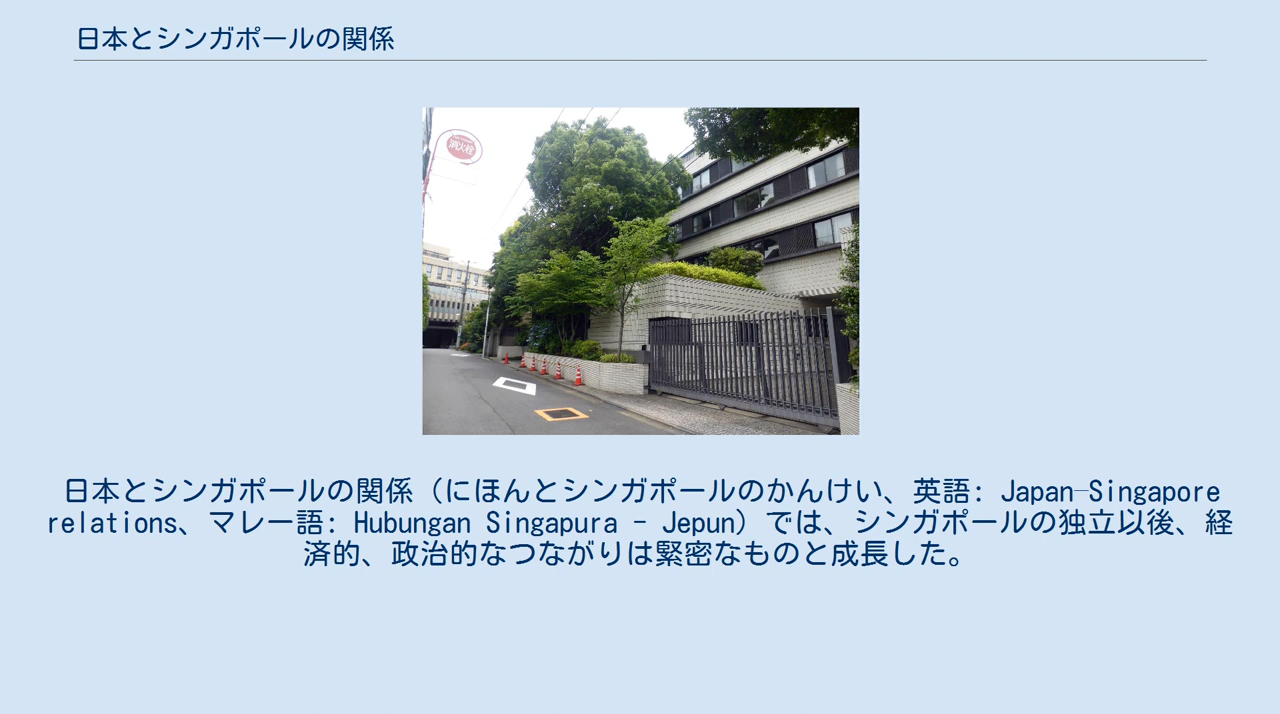 日本とシンガポールの関係
消火栓
日本とシンガポールの関係（にほんとシンガポールのかんけい、英語: Japan–Singapore
relations、マレー語: Hubungan Singapura - Jepun）では、シンガポールの独立以後、経
済的、政治的なつながりは緊密なものと成長した。